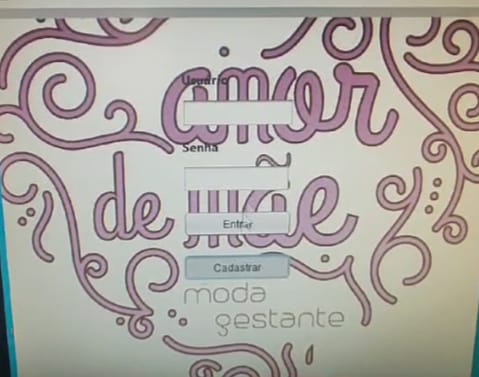 Usuário
amor
Senha
de mãe
Entrar
Cadastrar
moda
gestante